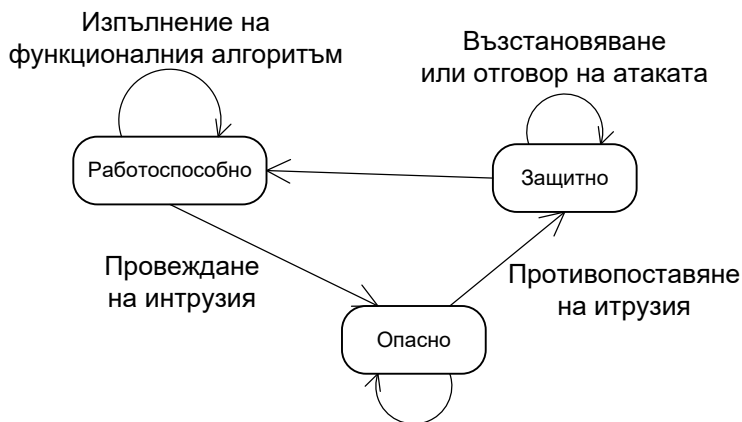 Изпълнение на
функционалния алгоритъм
Възстановяване
или отговор на атаката
Работоспособно
Защитно
Провеждане
на интрузия
Противопоставяне
на итрузия
Опасно